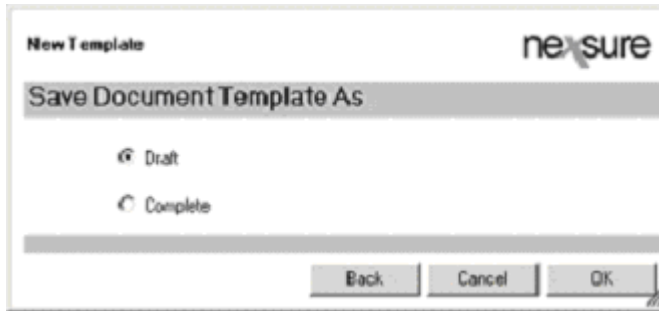 New Template
nexsure
Save Document Template As
Draft
Complete
Back Cancel OK